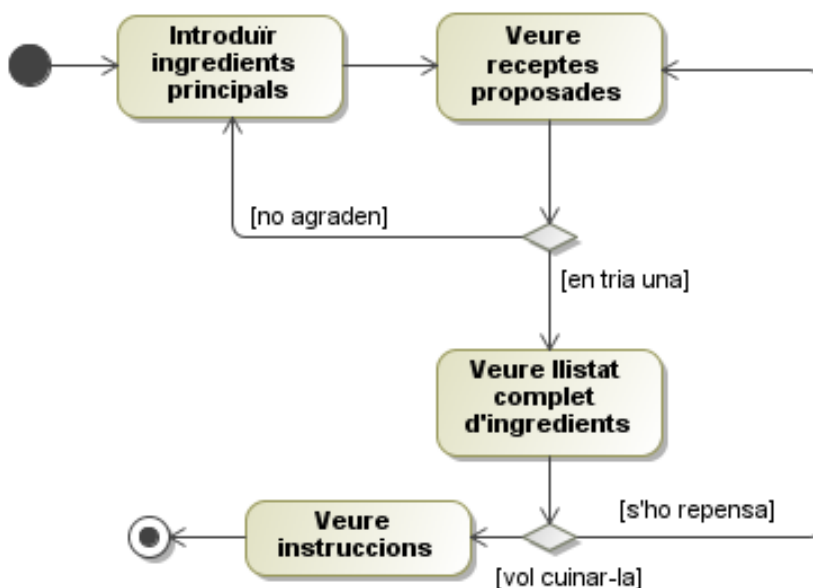 Introduïr
ingredients
principals
Veure
receptes
proposades
[no agraden]
[en tria una]
Veure llistat
complet
d'ingredients
[s'ho repensa]
Veure
instruccions
[vol cuinar-la]